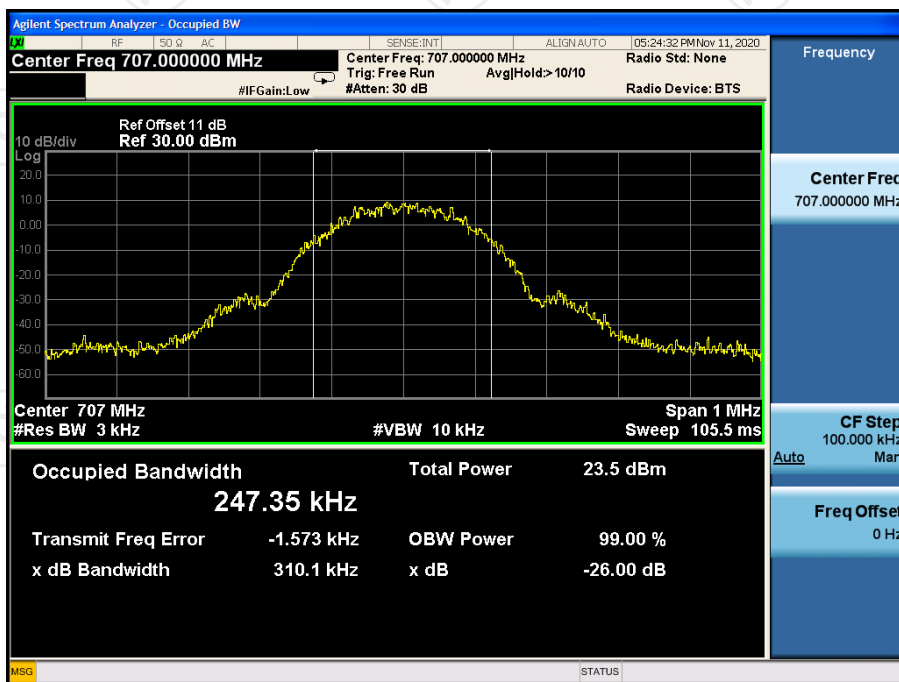 Agilent Spectrum Analyzer - Occupied BW
LXI RF 50 Ω AC SENSE:INT ALIGN AUTO 05:24:32 PM Nov 11, 2020
Center Freq 707.000000 MHz
Center Freq: 707.000000 MHz Radio Std: None
Trig: Free Run Avg|Hold:> 10/10
#IFGain:Low #Atten: 30 dB Radio Device: BTS
Ref Offset 11 dB
10 dB/div Ref 30.00 dBm
Log
20.0
10.0
0.00
-10.0
-20.0
-30.0
-40.0
-50.0
-60.0
Center 707 MHz Span 1 MHz
#Res BW 3 kHz #VBW 10 kHz Sweep 105.5 ms
Occupied Bandwidth Total Power 23.5 dBm
247.35 kHz
Transmit Freq Error -1.573 kHz OBW Power 99.00 %
x dB Bandwidth 310.1 kHz x dB -26.00 dB
Frequency
Center Freq
707.000000 MHz
CF Step
100.000 kHz
Auto Man
Freq Offset
0 Hz
MSG STATUS